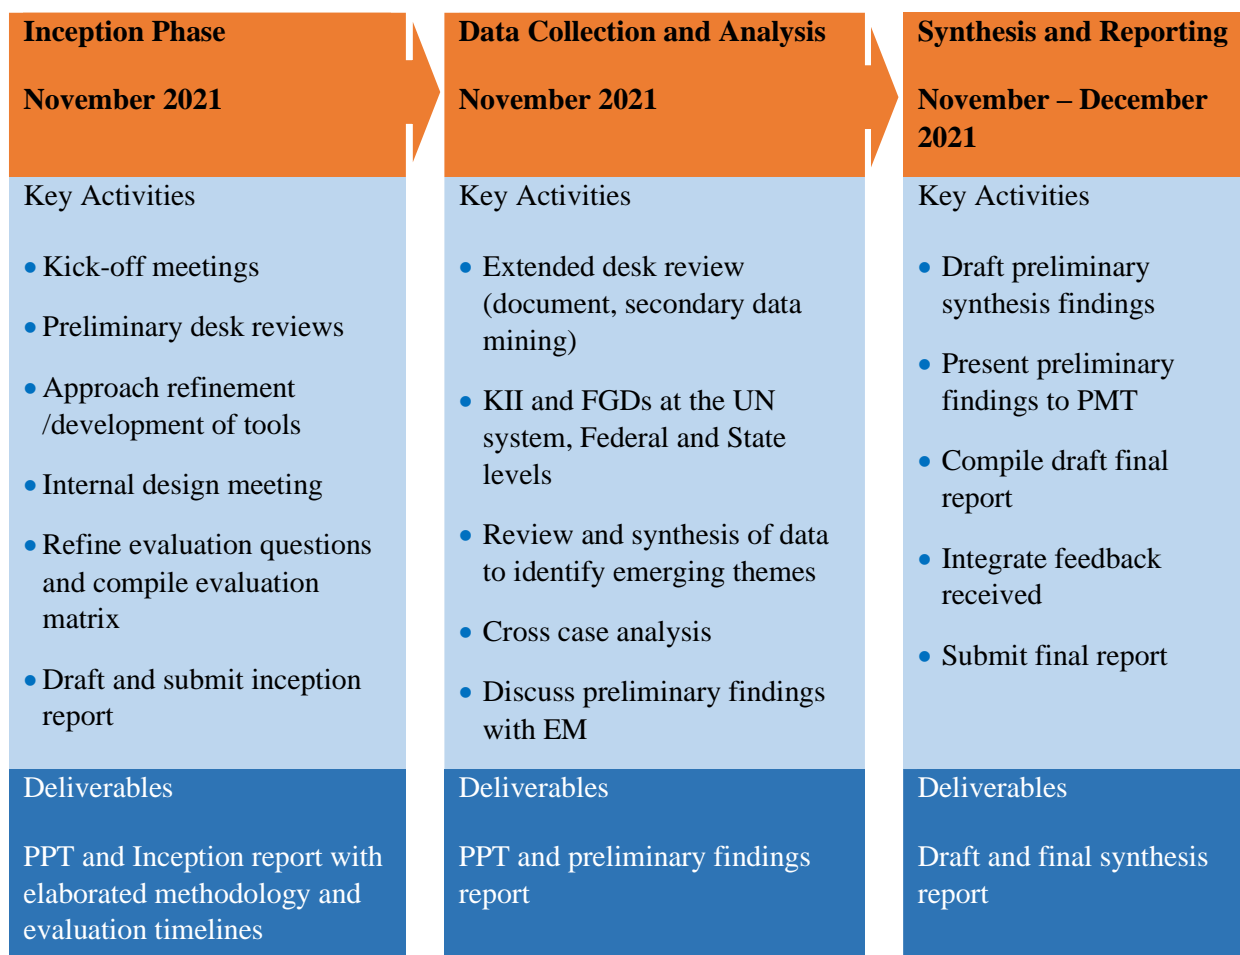 Inception Phase
November 2021
Key Activities
• Kick-off meetings
• Preliminary desk reviews
• Approach refinement
/development of tools
• Internal design meeting
• Refine evaluation questions
and compile evaluation
matrix
• Draft and submit inception
report
Deliverables
PPT and Inception report with
elaborated methodology and
evaluation timelines
Data Collection and Analysis
November 2021
Key Activities
• Extended desk review
(document, secondary data
mining)
• KII and FGDs at the UN
system, Federal and State
levels
• Review and synthesis of data
to identify emerging themes
• Cross case analysis
• Discuss preliminary findings
with EM
Deliverables
PPT and preliminary findings
report
Synthesis and Reporting
November – December
2021
Key Activities
• Draft preliminary
synthesis findings
• Present preliminary
findings to PMT
• Compile draft final
report
• Integrate feedback
received
• Submit final report
Deliverables
Draft and final synthesis
report